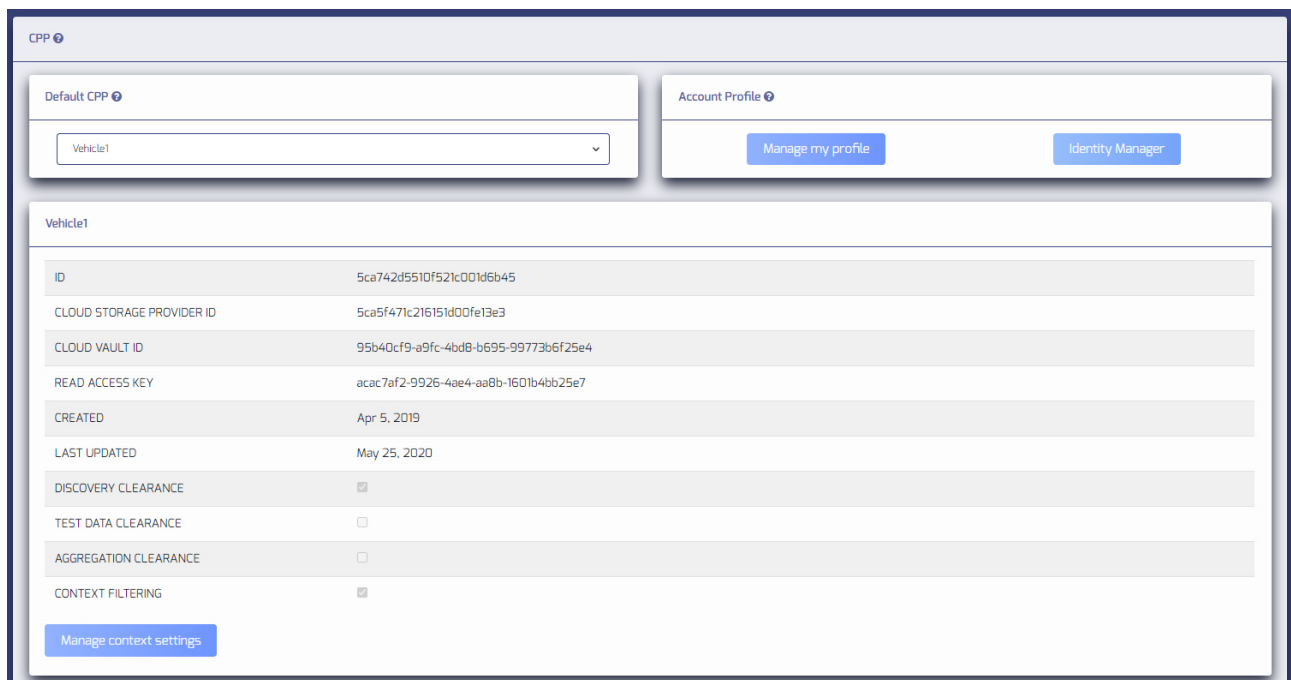 CPP
Default CPP
Vehicle1
Account Profile
Manage my profile
Identity Manager
Vehicle1
ID 5ca742d5510f521c001d6b45
CLOUD STORAGE PROVIDER ID 5ca5f471c216151d00fe13e3
CLOUD VAULT ID 95b40cf9-a9fc-4bd8-b695-99773b6f25e4
READ ACCESS KEY acac7af2-9926-4ae4-aa8b-1601b4bb25e7
CREATED Apr 5, 2019
LAST UPDATED May 25, 2020
DISCOVERY CLEARANCE
TEST DATA CLEARANCE
AGGREGATION CLEARANCE
CONTEXT FILTERING
Manage context settings